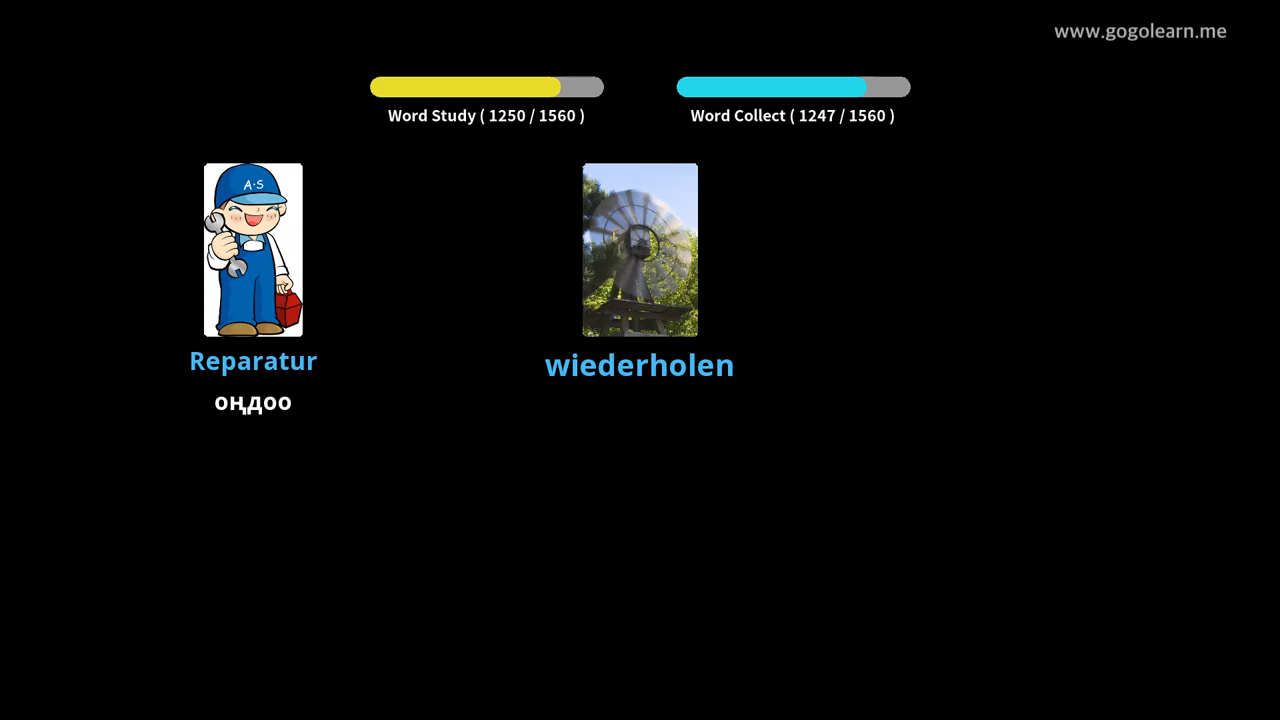 www.gogolearn.me
Word Study ( 1250 / 1560 )
Word Collect ( 1247 / 1560 )
A·S
Reparatur
wiederholen
оңдоо